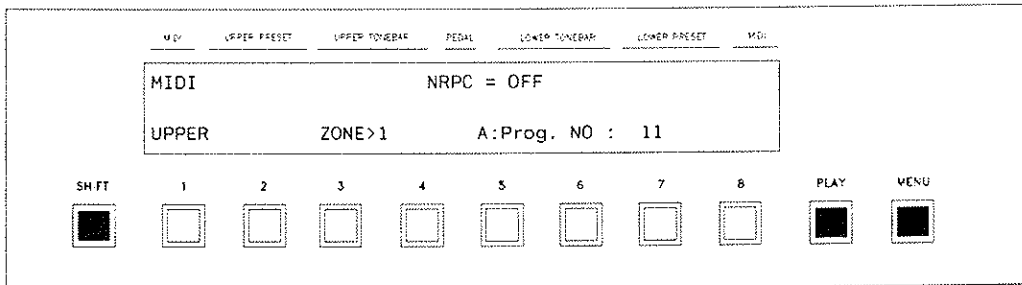 MIDI UPPER PRESET UPPER TONEBAR PEDAL LOWER TONEBAR LOWER PRESET MIDI
MIDI NRPC = OFF
UPPER ZONE>1 A:Prog. NO : 11
SHIFT 1 2 3 4 5 6 7 8 PLAY MENU